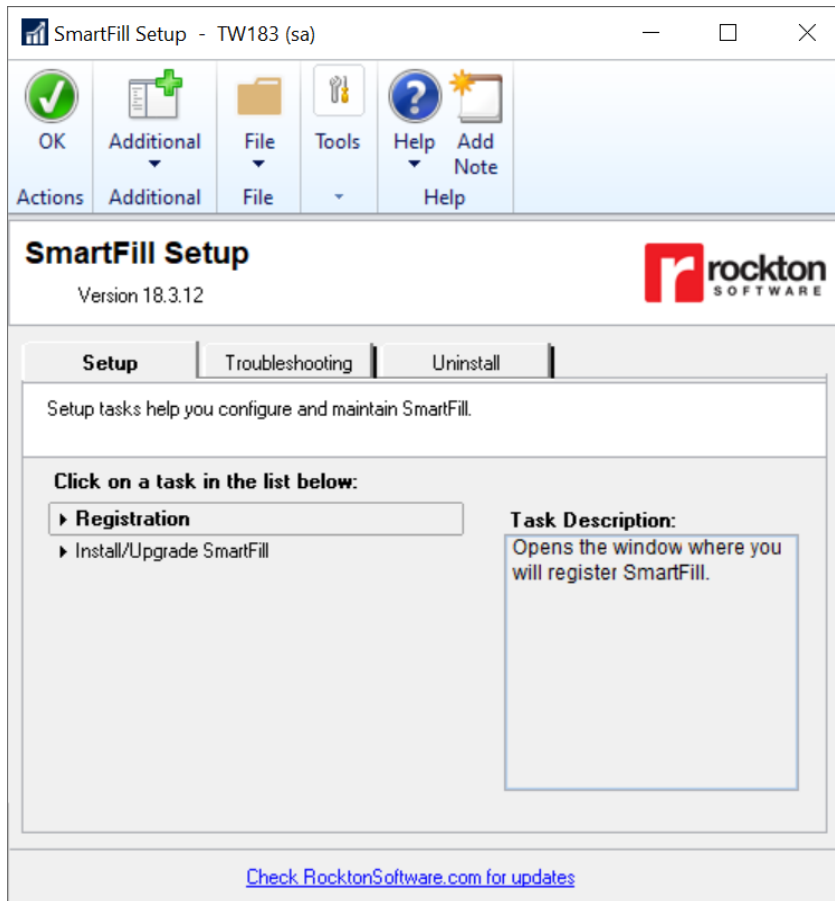 SmartFill Setup - TW183 (sa)
OK
Additional
File
Tools
Help
Add
Note
Actions
Additional
File
Help
SmartFill Setup
Version 18.3.12
rockton
SOFTWARE
Setup
Troubleshooting
Uninstall
Setup tasks help you configure and maintain SmartFill.
Click on a task in the list below:
Registration
Install/Upgrade SmartFill
Task Description:
Opens the window where you
will register SmartFill.
Check RocktonSoftware.com for updates